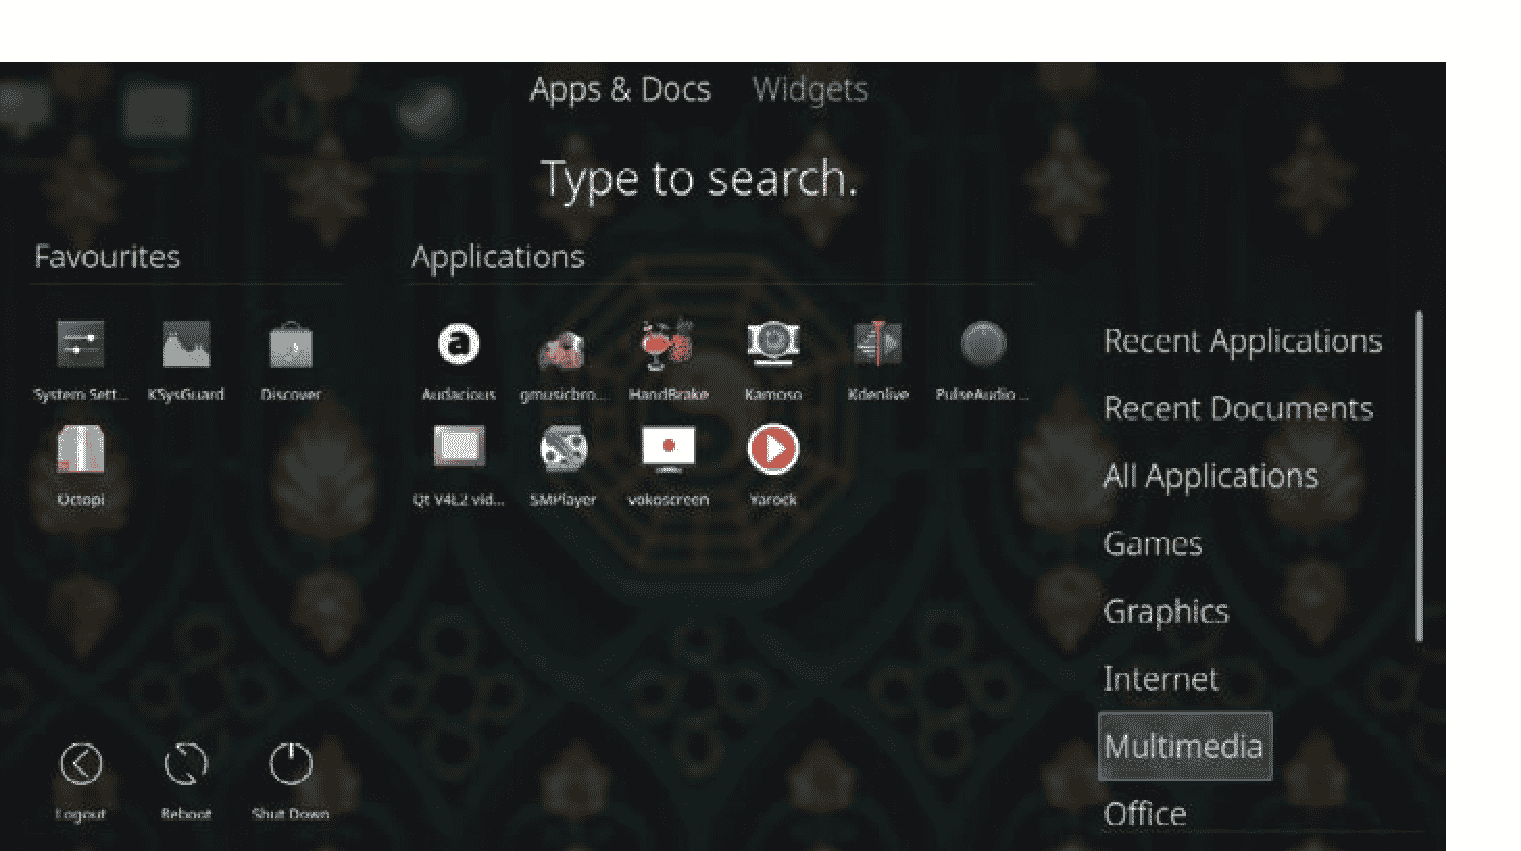 Apps & Docs Widgets
Type to search.
Favourites
Applications
System Sett... KSysGuard Discover
Audacious gmusicbro... HandBrake Kamoso Kdenlive PulseAudio ...
Octopi
Qt V4L2 vid... SMPlayer vokoscreen Yarock
Recent Applications
Recent Documents
All Applications
Games
Graphics
Internet
Multimedia
Office
Logout Reboot Shut Down